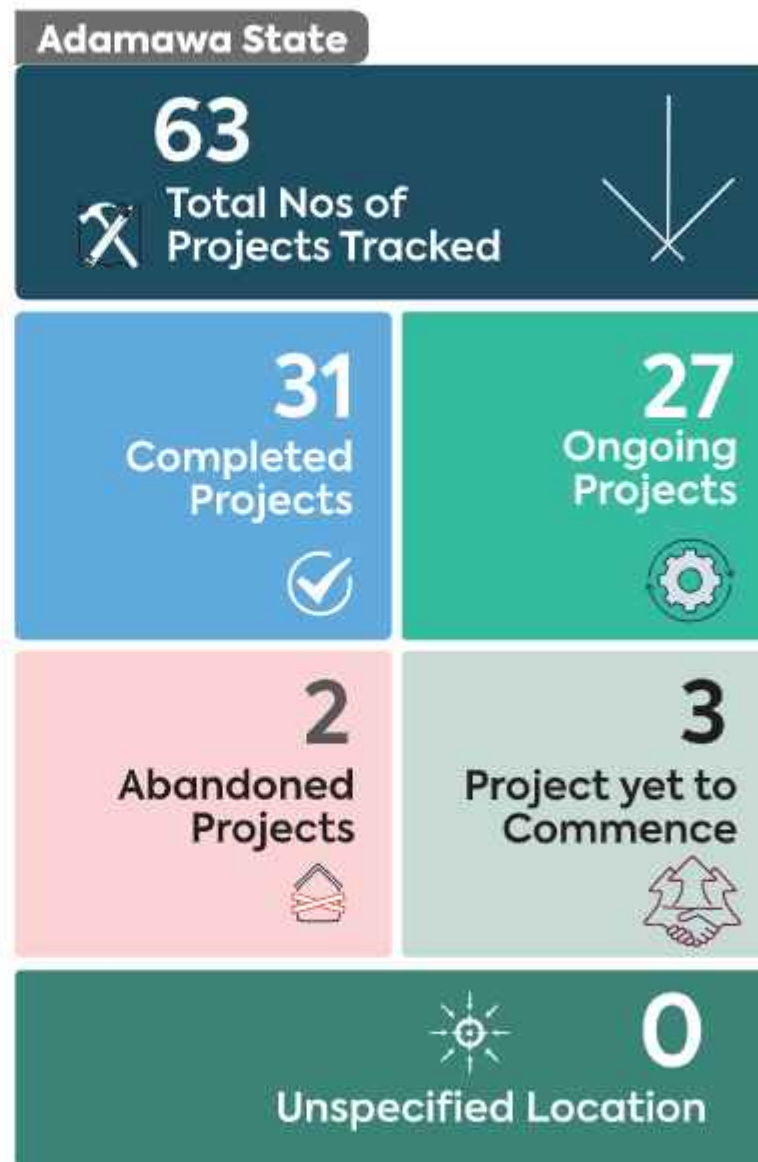 Adamawa State
63
Total Nos of
Projects Tracked
31
Completed
Projects
27
Ongoing
Projects
2
Abandoned
Projects
3
Project yet to
Commence
0
Unspecified Location